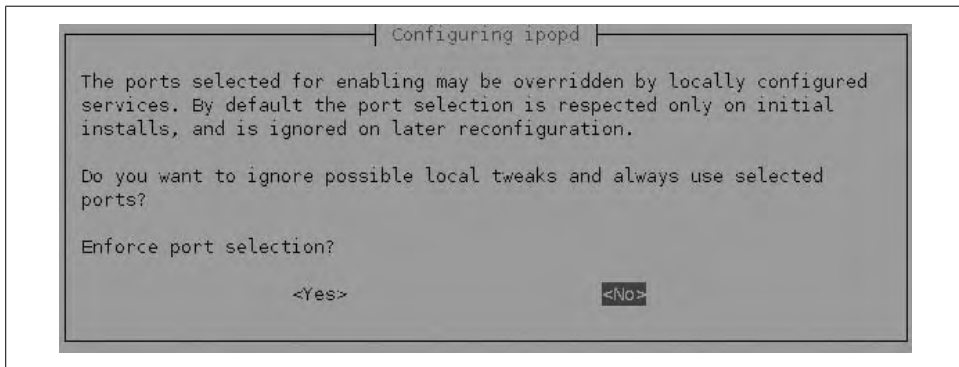 Configuring ipopd
The ports selected for enabling may be overridden by locally configured
services. By default the port selection is respected only on initial
installs, and is ignored on later reconfiguration.
Do you want to ignore possible local tweaks and always use selected
ports?
Enforce port selection?
<Yes> <No>